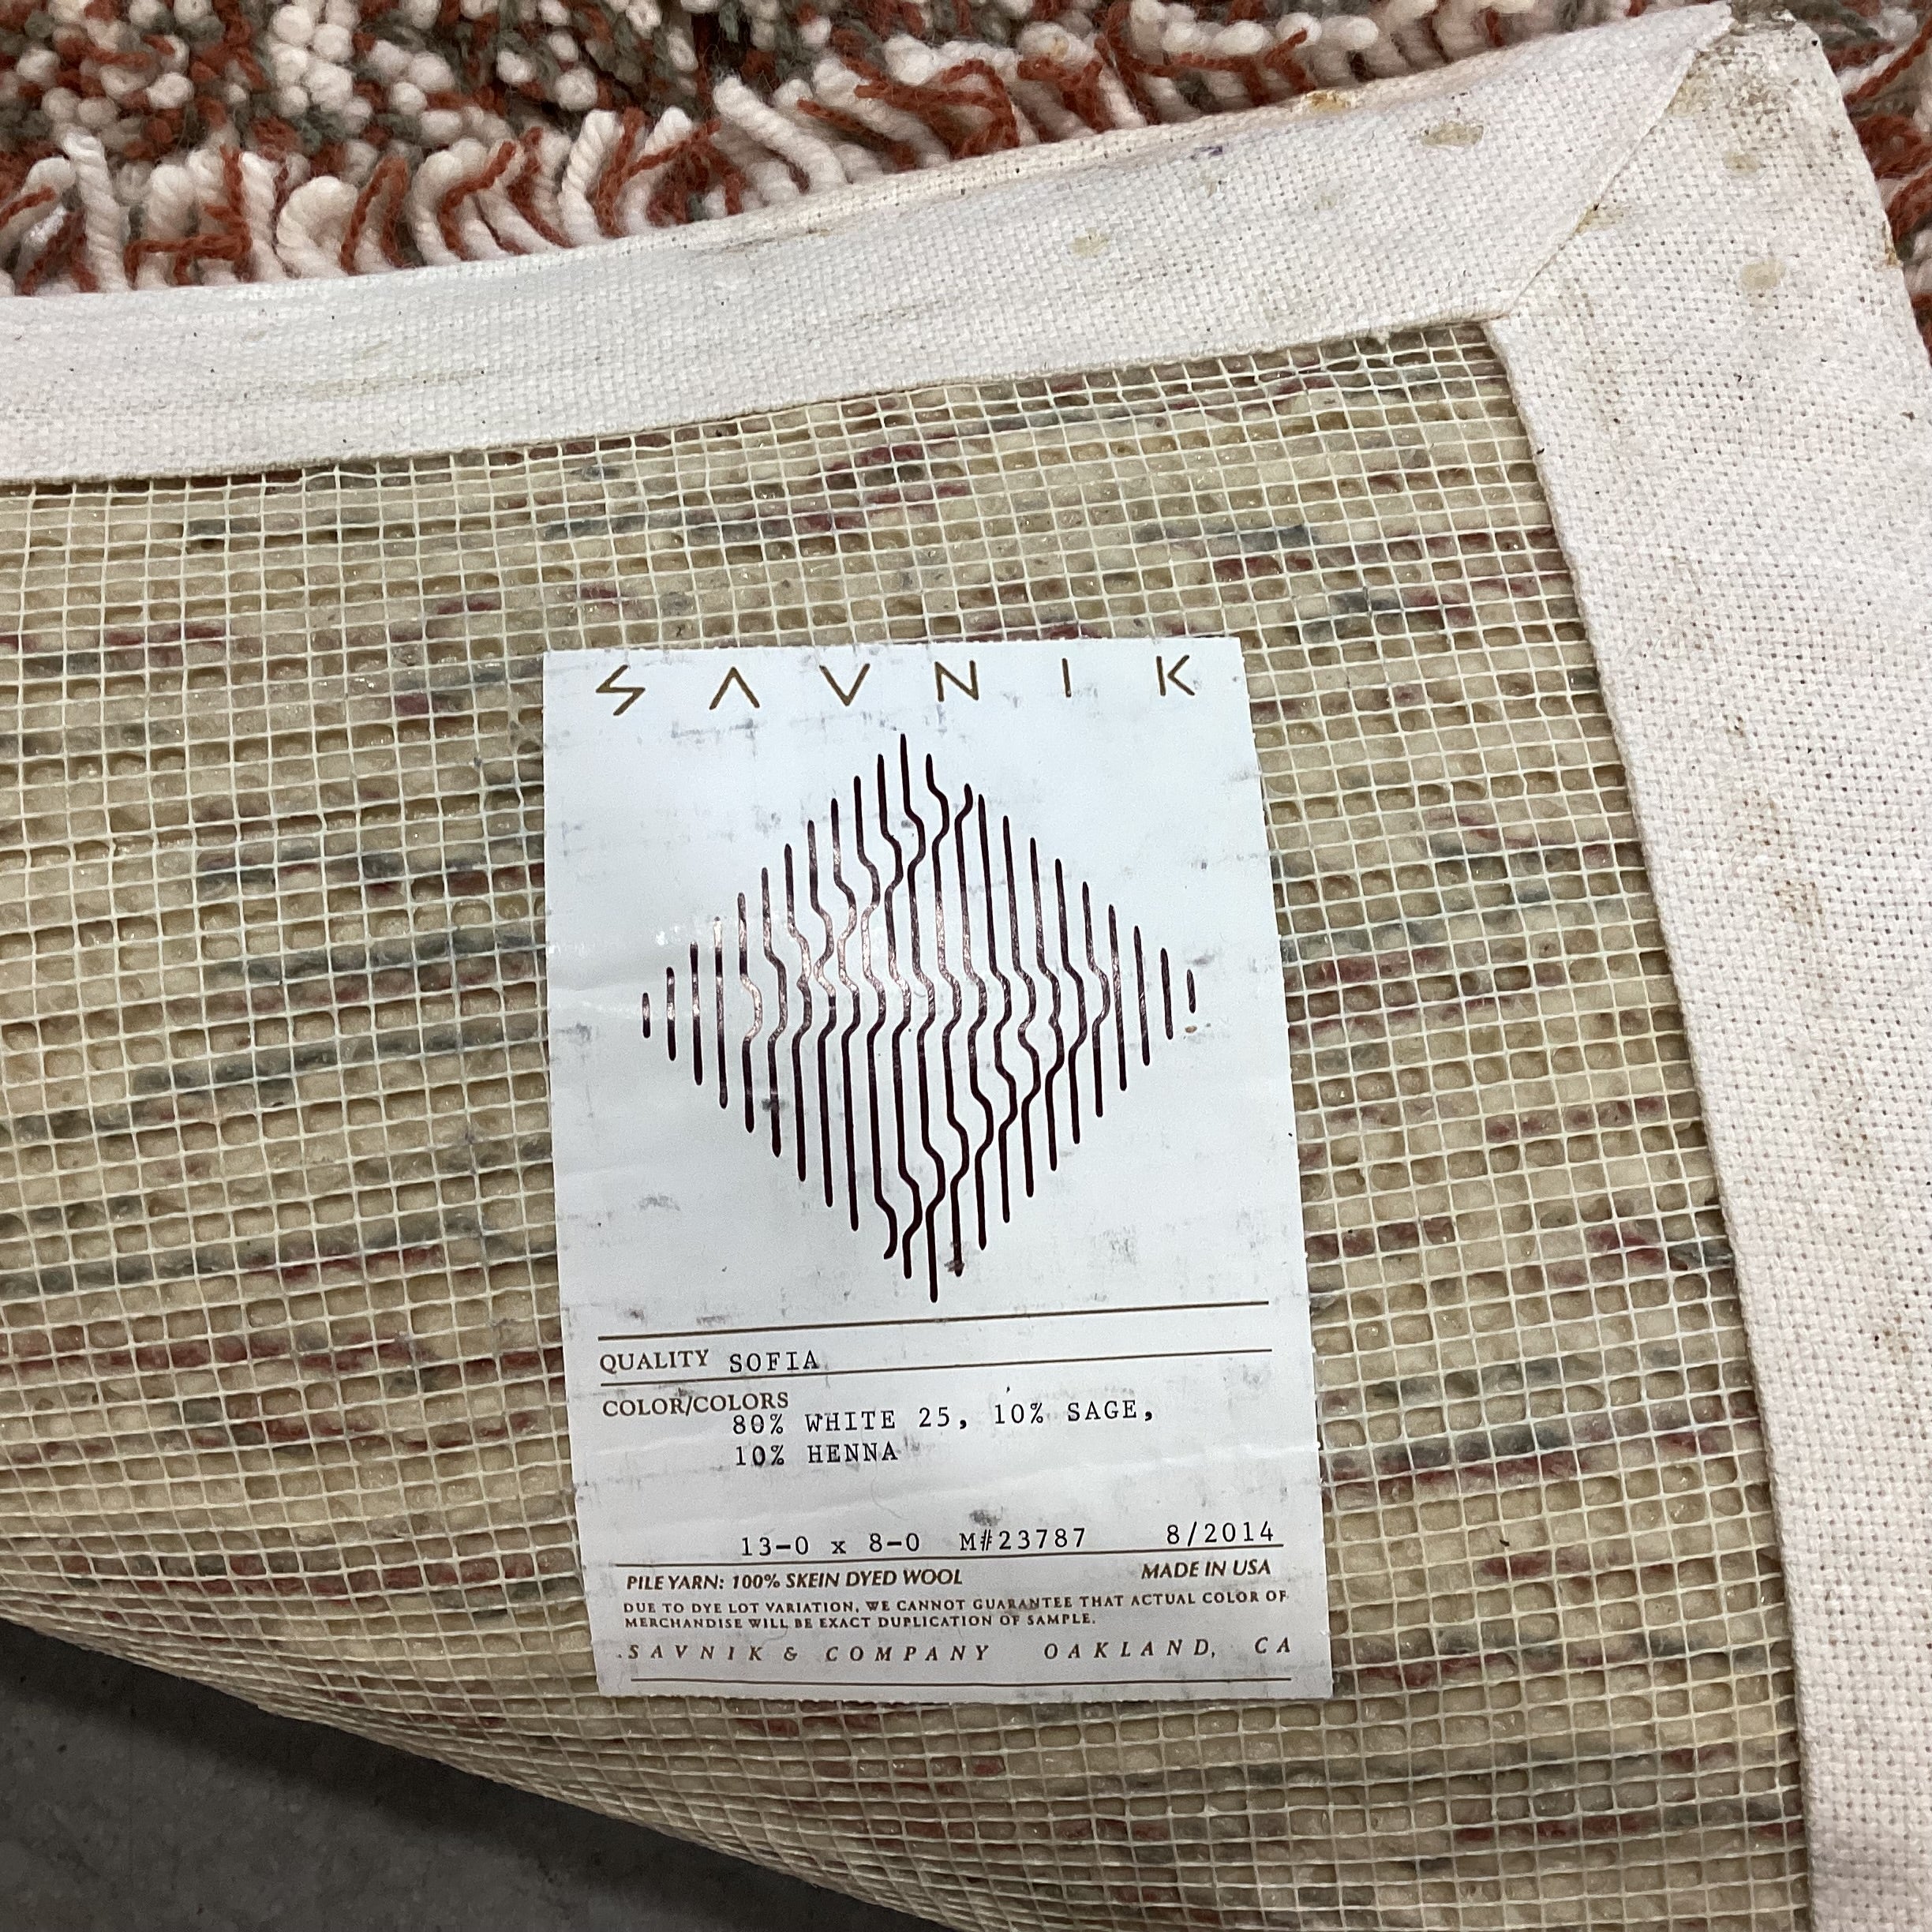 SAVNIK
QUALITY SOFIA
COLOR/COLORS
80% WHITE 25, 10% SAGE,
10% HENNA
13-0 x 8-0 M#23787 8/2014
PILE YARN: 100% SKEIN DYED WOOL MADE IN USA
DUE TO DYE LOT VARIATION, WE CANNOT GUARANTEE THAT ACTUAL COLOR OF
MERCHANDISE WILL BE EXACT DUPLICATION OF SAMPLE.
SAVNIK & COMPANY OAKLAND, CA